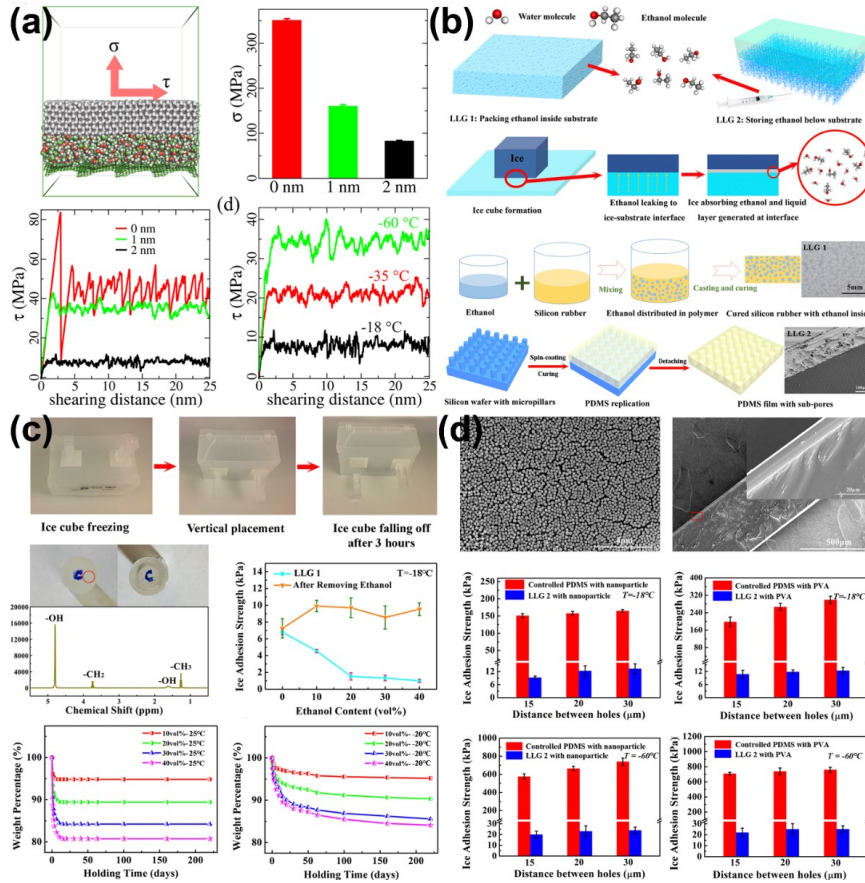 (a)
σ
τ
σ (MPa)
300
200
100
0
0 nm
1 nm
2 nm
τ (MPa)
80
60
40
20
0
0 nm
1 nm
2 nm
0 5 10 15 20 25
shearing distance (nm)
(d)
τ (MPa)
40
30
20
10
0
-60 °C
-35 °C
-18 °C
0 5 10 15 20 25
shearing distance (nm)
(b)
Water molecule
Ethanol molecule
LLG 1: Packing ethanol inside substrate
LLG 2: Storing ethanol below substrate
Ice
Ice cube formation
Ethanol leaking to
ice-substrate interface
Ice absorbing ethanol and liquid
layer generated at interface
Ethanol
Silicon rubber
Mixing
Ethanol distributed in polymer
Casting and curing
LLG 1
5mm
Cured silicon rubber with ethanol inside
Silicon wafer with micropillars
Spin-coating
Curing
PDMS replication
Detaching
PDMS film with sub-pores
LLG 2
(c)
Ice cube freezing
Vertical placement
Ice cube falling off
after 3 hours
20000
16000
12000
8000
4000
0
-OH
-CH₂
-OH
-CH₃
5 4 3 2 1
Chemical Shift (ppm)
Ice Adhesion Strength (kPa)
14
12
10
8
6
4
2
0
LLG 1
After Removing Ethanol
T=-18°C
0 10 20 30 40
Ethanol Content (vol%)
Weight Percentage (%)
100
95
90
85
80
10vol%-25°C
20vol%-25°C
30vol%-25°C
40vol%-25°C
0 50 100 150 200
Holding Time (days)
Weight Percentage (%)
100
95
90
85
80
10vol%- -20°C
20vol%- -20°C
30vol%- -20°C
40vol%- -20°C
0 50 100 150 200
Holding Time (days)
(d)
20µm
500µm
Ice Adhesion Strength (kPa)
200
150
100
50
12
6
0
Controlled PDMS with nanoparticle
LLG 2 with nanoparticle
T=-18°C
15 20 30
Distance between holes (µm)
Ice Adhesion Strength (kPa)
400
300
200
100
24
12
0
Controlled PDMS with PVA
LLG 2 with PVA
T=-18°C
15 20 30
Distance between holes (µm)
Ice Adhesion Strength (kPa)
1000
800
600
400
200
30
20
10
0
Controlled PDMS with nanoparticle
LLG 2 with nanoparticle
T = -60°C
15 20 30
Distance between holes (µm)
Ice Adhesion Strength (kPa)
1200
900
600
300
30
20
10
0
Controlled PDMS with PVA
LLG 2 with PVA
T = -60°C
15 20 30
Distance between holes (µm)